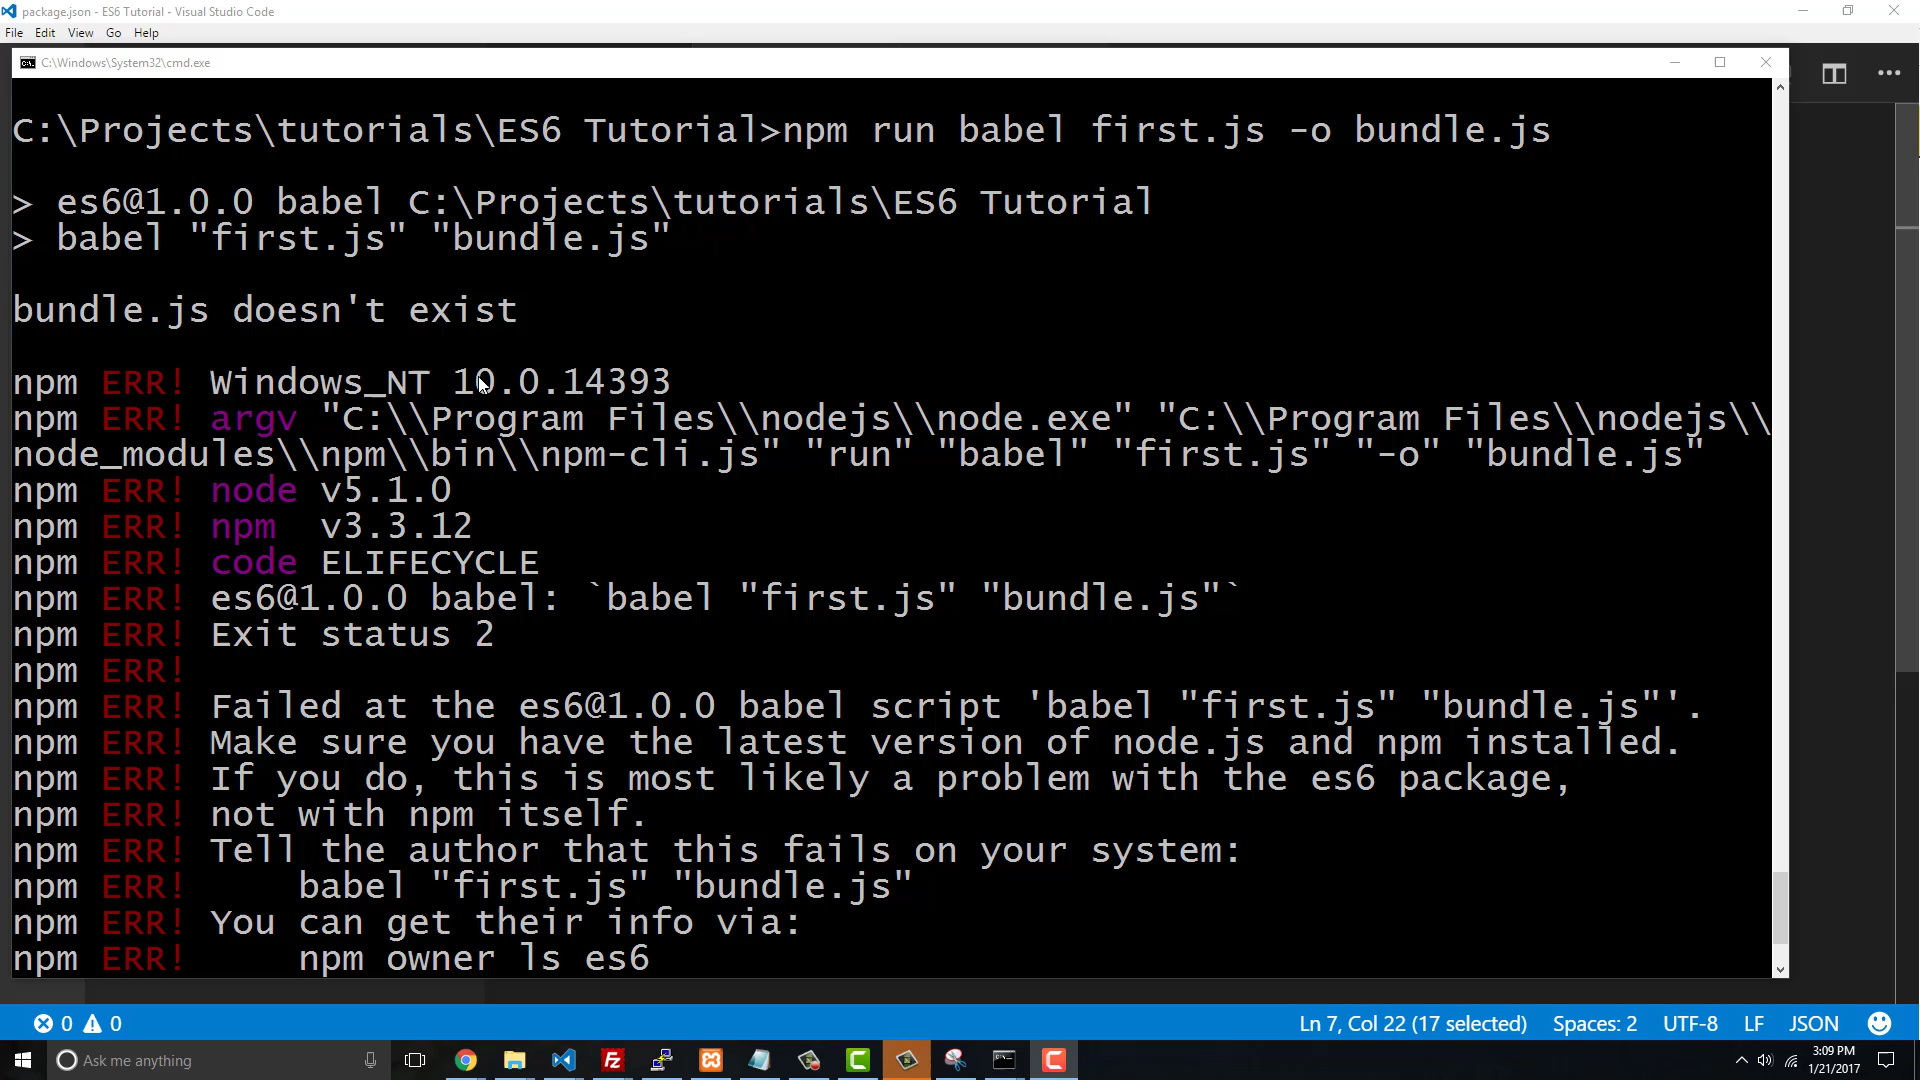 package.json - ES6 Tutorial - Visual Studio Code
File Edit View Go Help
C:\Windows\System32\cmd.exe
C:\Projects\tutorials\ES6 Tutorial>npm run babel first.js -o bundle.js
> es6@1.0.0 babel C:\Projects\tutorials\ES6 Tutorial
> babel "first.js" "bundle.js"
bundle.js doesn't exist
npm ERR! Windows_NT 10.0.14393
npm ERR! argv "C:\\Program Files\\nodejs\\node.exe" "C:\\Program Files\\nodejs\\
node_modules\\npm\\bin\\npm-cli.js" "run" "babel" "first.js" "-o" "bundle.js"
npm ERR! node v5.1.0
npm ERR! npm  v3.3.12
npm ERR! code ELIFECYCLE
npm ERR! es6@1.0.0 babel: `babel "first.js" "bundle.js"`
npm ERR! Exit status 2
npm ERR!
npm ERR! Failed at the es6@1.0.0 babel script 'babel "first.js" "bundle.js"'.
npm ERR! Make sure you have the latest version of node.js and npm installed.
npm ERR! If you do, this is most likely a problem with the es6 package,
npm ERR! not with npm itself.
npm ERR! Tell the author that this fails on your system:
npm ERR!     babel "first.js" "bundle.js"
npm ERR! You can get their info via:
npm ERR!     npm owner ls es6
0 0 Ln 7, Col 22 (17 selected) Spaces: 2 UTF-8 LF JSON
Ask me anything
3:09 PM
1/21/2017